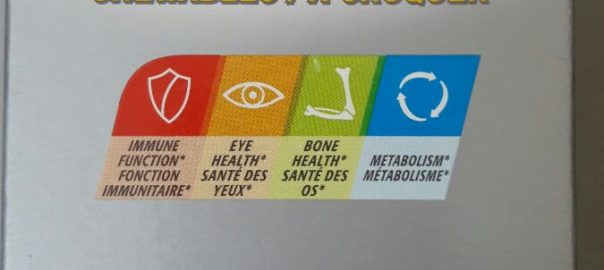 IMMUNE
FUNCTION*
FONCTION
IMMUNITAIRE*
EYE
HEALTH*
SANTÉ DES
YEUX*
BONE
HEALTH*
SANTÉ DES
OS*
METABOLISM*
MÉTABOLISME*